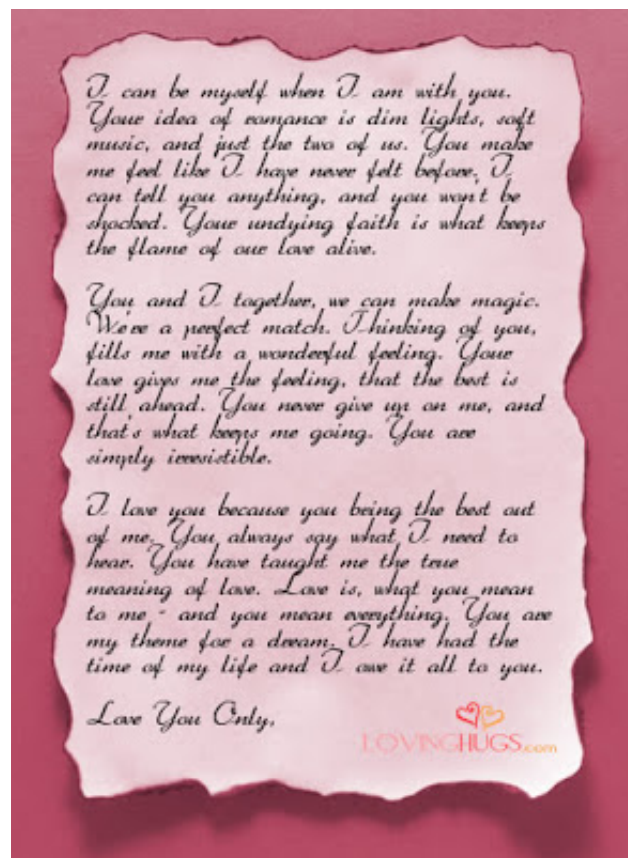 I can be myself when I am with you.
Your idea of romance is dim lights, soft
music, and just the two of us. You make
me feel like I have never felt before. I
can tell you anything, and you won't be
shocked. Your undying faith is what keeps
the flame of our love alive.
You and I together, we can make magic.
We're a perfect match. Thinking of you,
fills me with a wonderful feeling. Your
love gives me the feeling, that the best is
still ahead. You never give up on me, and
that's what keeps me going. You are
simply irresistible.
I love you because you being the best out
of me. You always say what I need to
hear. You have taught me the true
meaning of love. Love is, what you mean
to me - and you mean everything. You are
my theme for a dream. I have had the
time of my life and I owe it all to you.
Love You Only,
LOVINGHUGS.com